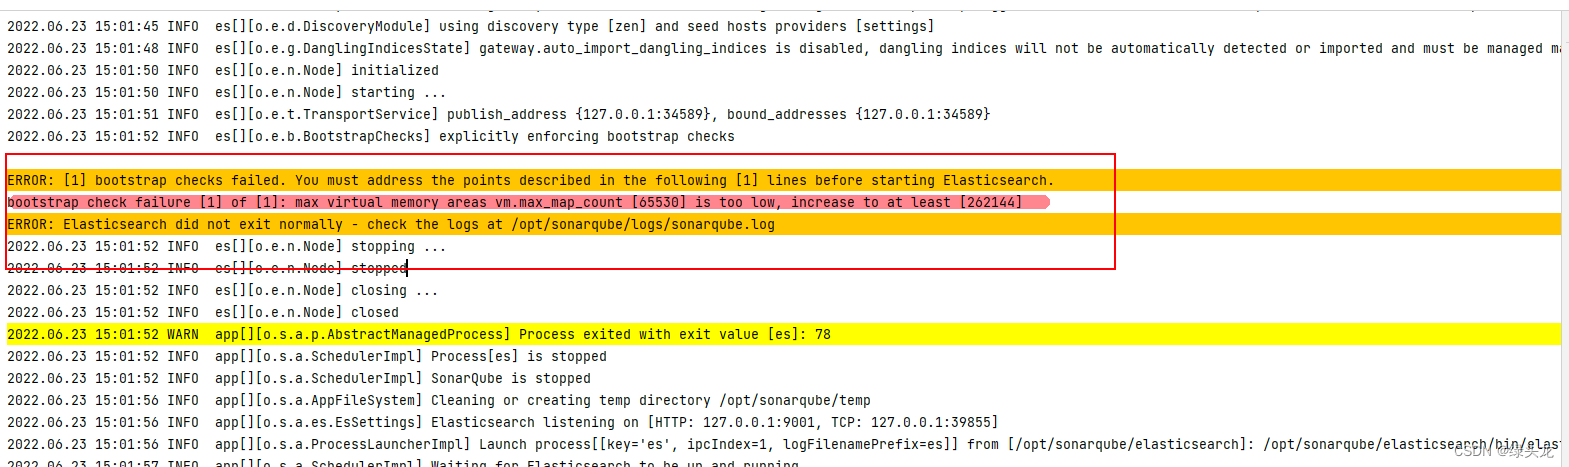 2022.06.23 15:01:45 INFO  es[][o.e.d.DiscoveryModule] using discovery type [zen] and seed hosts providers [settings]
2022.06.23 15:01:48 INFO  es[][o.e.g.DanglingIndicesState] gateway.auto_import_dangling_indices is disabled, dangling indices will not be automatically detected or imported and must be managed
2022.06.23 15:01:50 INFO  es[][o.e.n.Node] initialized
2022.06.23 15:01:50 INFO  es[][o.e.n.Node] starting ...
2022.06.23 15:01:51 INFO  es[][o.e.t.TransportService] publish_address {127.0.0.1:34589}, bound_addresses {127.0.0.1:34589}
2022.06.23 15:01:52 INFO  es[][o.e.b.BootstrapChecks] explicitly enforcing bootstrap checks
ERROR: [1] bootstrap checks failed. You must address the points described in the following [1] lines before starting Elasticsearch.
bootstrap check failure [1] of [1]: max virtual memory areas vm.max_map_count [65530] is too low, increase to at least [262144]
ERROR: Elasticsearch did not exit normally - check the logs at /opt/sonarqube/logs/sonarqube.log
2022.06.23 15:01:52 INFO  es[][o.e.n.Node] stopping ...
2022.06.23 15:01:52 INFO  es[][o.e.n.Node] stopped
2022.06.23 15:01:52 INFO  es[][o.e.n.Node] closing ...
2022.06.23 15:01:52 INFO  es[][o.e.n.Node] closed
2022.06.23 15:01:52 WARN  app[][o.s.a.p.AbstractManagedProcess] Process exited with exit value [es]: 78
2022.06.23 15:01:52 INFO  app[][o.s.a.SchedulerImpl] Process[es] is stopped
2022.06.23 15:01:52 INFO  app[][o.s.a.SchedulerImpl] SonarQube is stopped
2022.06.23 15:01:56 INFO  app[][o.s.a.AppFileSystem] Cleaning or creating temp directory /opt/sonarqube/temp
2022.06.23 15:01:56 INFO  app[][o.s.a.es.EsSettings] Elasticsearch listening on [HTTP: 127.0.0.1:9001, TCP: 127.0.0.1:39855]
2022.06.23 15:01:56 INFO  app[][o.s.a.ProcessLauncherImpl] Launch process[[key='es', ipcIndex=1, logFilenamePrefix=es]] from [/opt/sonarqube/elasticsearch]: /opt/sonarqube/elasticsearch/bin/elast
2022.06.23 15:01:57 INFO  app[][o.s.a.SchedulerImpl] Waiting for Elasticsearch to be up and running
CSDN @绿头龙